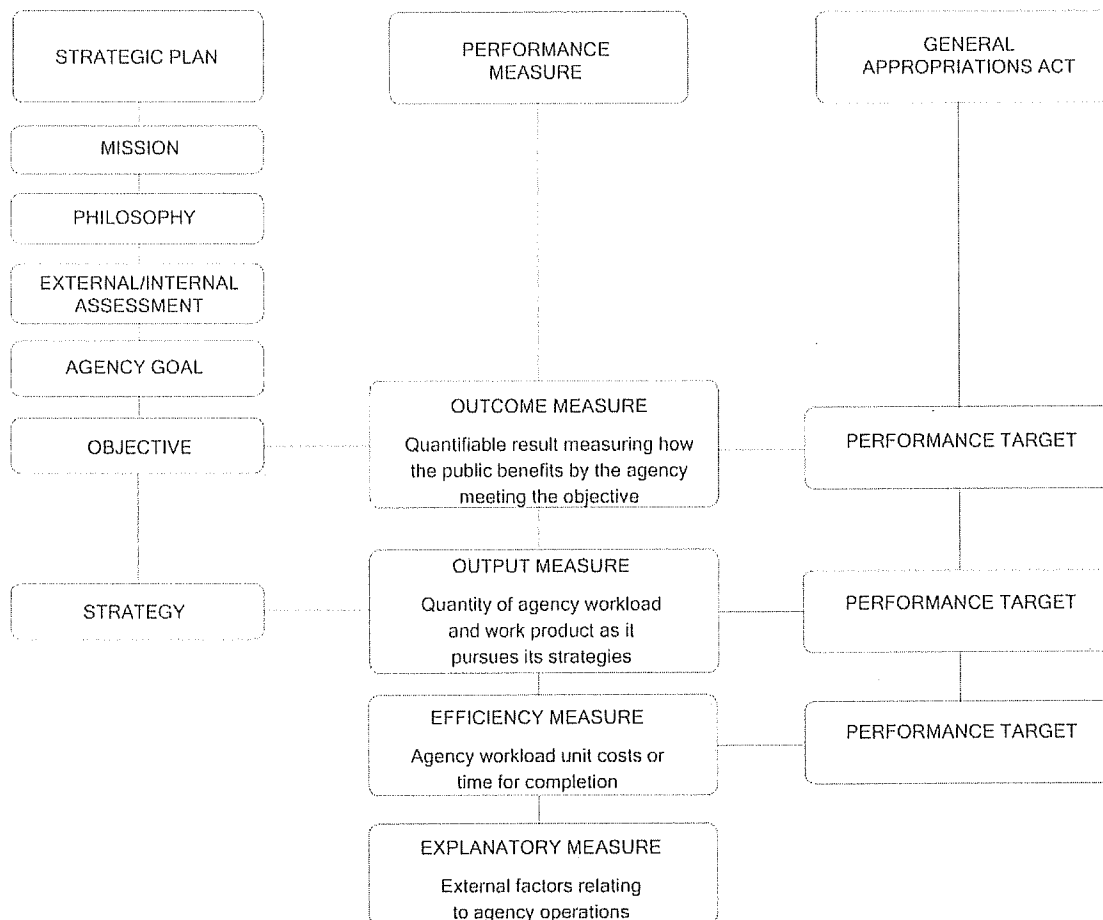 STRATEGIC PLAN
PERFORMANCE
MEASURE
GENERAL
APPROPRIATIONS ACT
MISSION
PHILOSOPHY
EXTERNAL/INTERNAL
ASSESSMENT
AGENCY GOAL
OBJECTIVE
OUTCOME MEASURE
Quantifiable result measuring how
the public benefits by the agency
meeting the objective
PERFORMANCE TARGET
STRATEGY
OUTPUT MEASURE
Quantity of agency workload
and work product as it
pursues its strategies
PERFORMANCE TARGET
EFFICIENCY MEASURE
Agency workload unit costs or
time for completion
PERFORMANCE TARGET
EXPLANATORY MEASURE
External factors relating
to agency operations